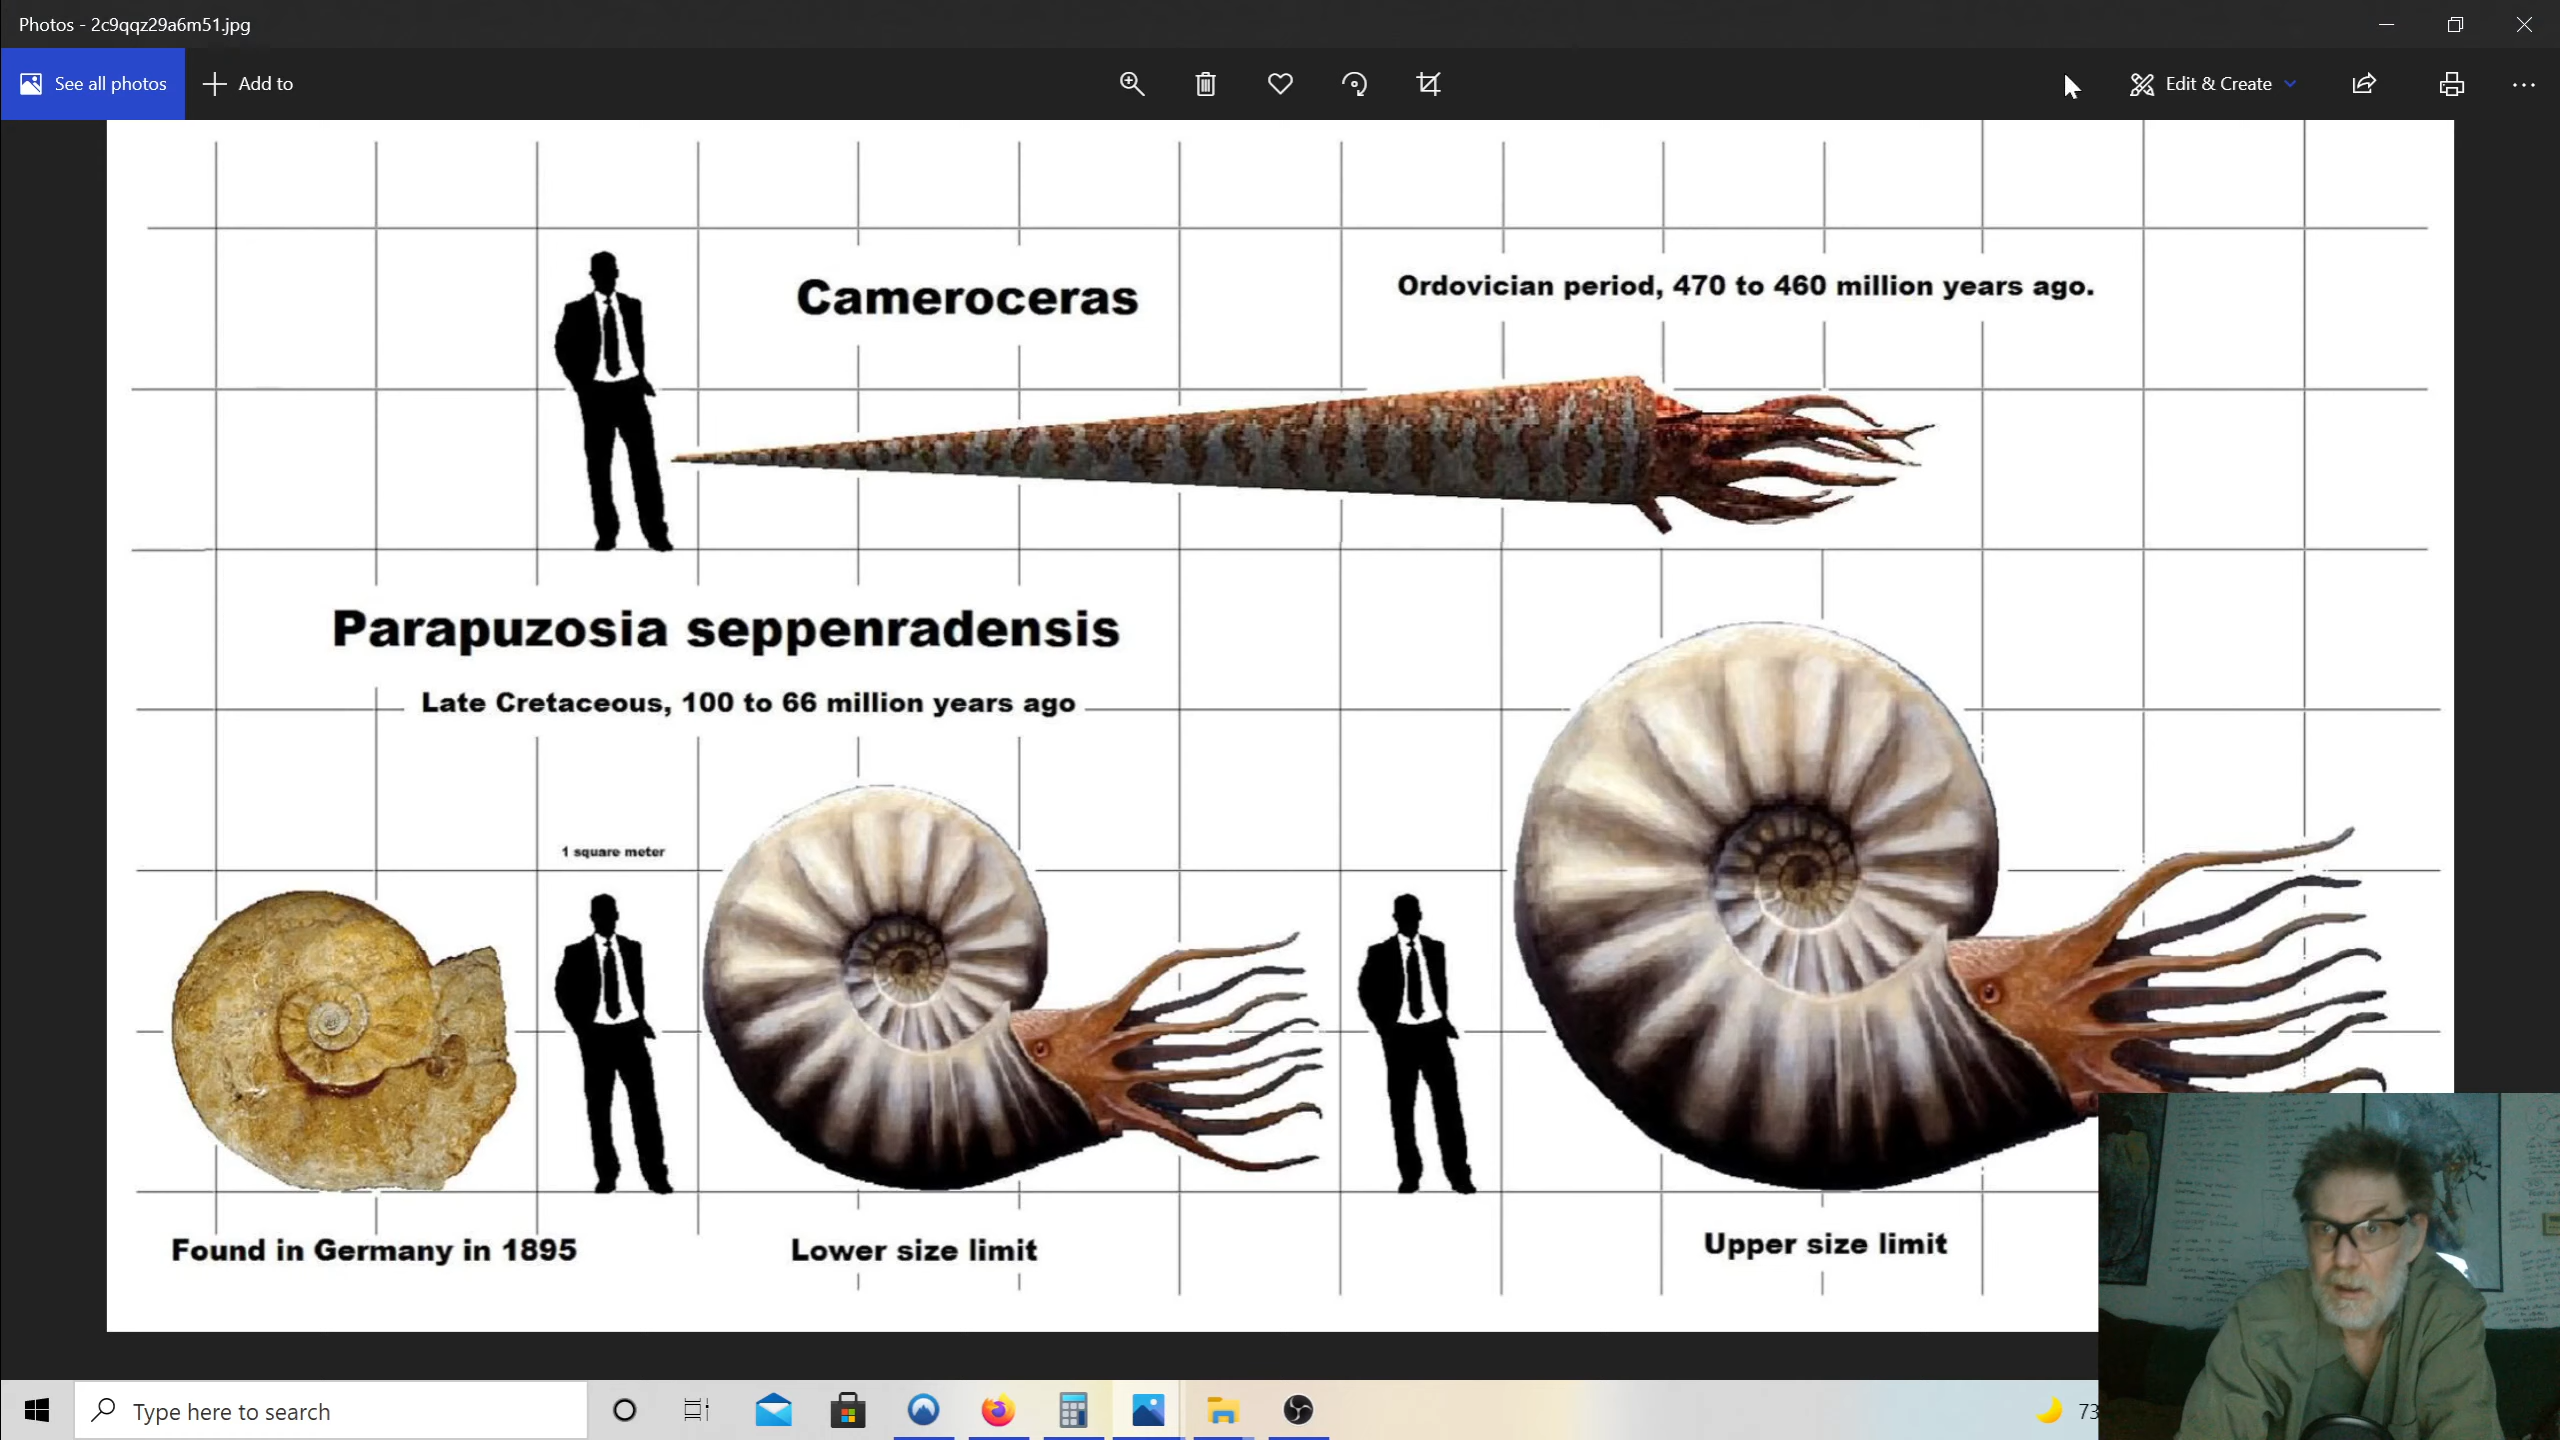 Photos - 2c9qqz29a6m51.jpg
See all photos
Add to
Edit & Create
Cameroceras
Ordovician period, 470 to 460 million years ago.
Parapuzosia seppenradensis
Late Cretaceous, 100 to 66 million years ago
1 square meter
Found in Germany in 1895
Lower size limit
Upper size limit
Type here to search
73